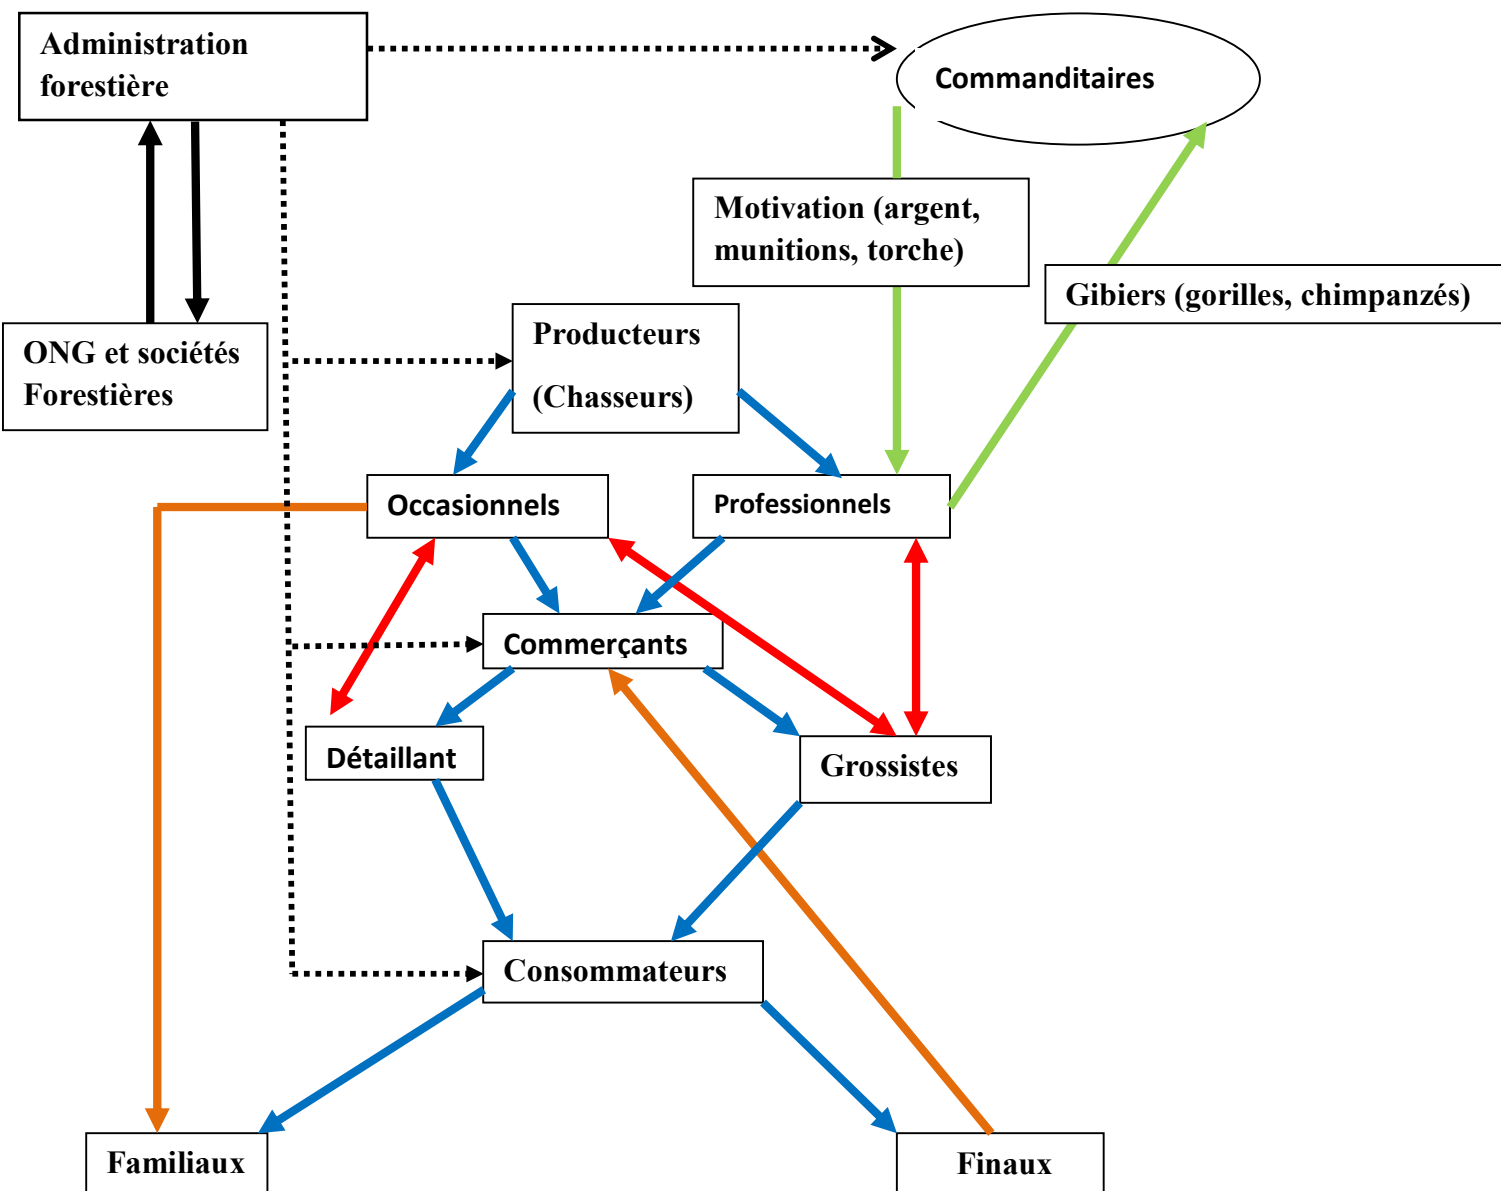 Administration
forestière
Commanditaires
Motivation (argent,
munitions, torche)
Gibiers (gorilles, chimpanzés)
Producteurs
(Chasseurs)
ONG et sociétés
Forestières
Occasionnels
Professionnels
Commerçants
Détaillant
Grossistes
Consommateurs
Familiaux
Finaux